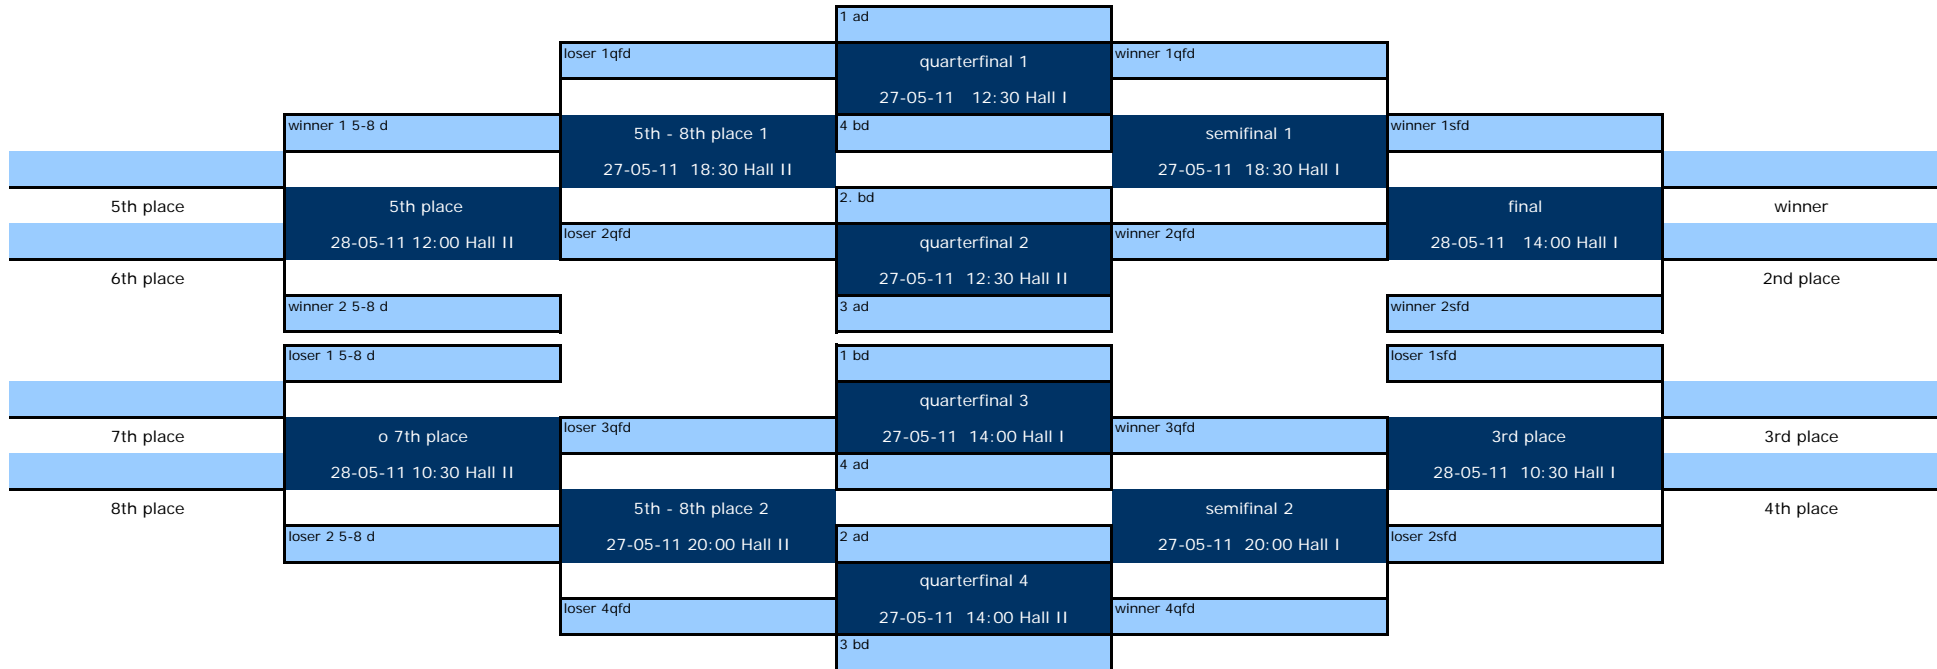 1 ad
loser 1qfd
quarterfinal 1
winner 1qfd
27-05-11 12:30 Hall I
winner 1 5-8 d
5th - 8th place 1
4 bd
semifinal 1
winner 1sfd
27-05-11 18:30 Hall II
27-05-11 18:30 Hall I
5th place
5th place
2. bd
final
winner
loser 2qfd
quarterfinal 2
winner 2qfd
28-05-11 12:00 Hall II
28-05-11 14:00 Hall I
6th place
27-05-11 12:30 Hall II
2nd place
winner 2 5-8 d
3 ad
winner 2sfd
loser 1 5-8 d
1 bd
loser 1sfd
quarterfinal 3
7th place
o 7th place
loser 3qfd
27-05-11 14:00 Hall I
winner 3qfd
3rd place
3rd place
28-05-11 10:30 Hall II
4 ad
28-05-11 10:30 Hall I
8th place
5th - 8th place 2
semifinal 2
4th place
loser 2 5-8 d
27-05-11 20:00 Hall II
2 ad
27-05-11 20:00 Hall I
loser 2sfd
quarterfinal 4
loser 4qfd
27-05-11 14:00 Hall II
winner 4qfd
3 bd